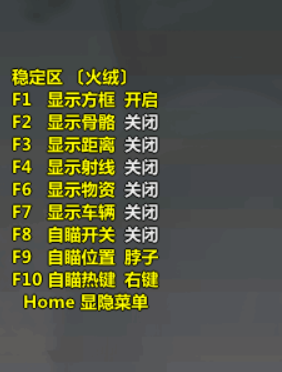 稳定区 〔火绒〕
F1 显示方框 开启
F2 显示骨骼 关闭
F3 显示距离 关闭
F4 显示射线 关闭
F6 显示物资 关闭
F7 显示车辆 关闭
F8 自瞄开关 关闭
F9 自瞄位置 脖子
F10 自瞄热键 右键
Home 显隐菜单